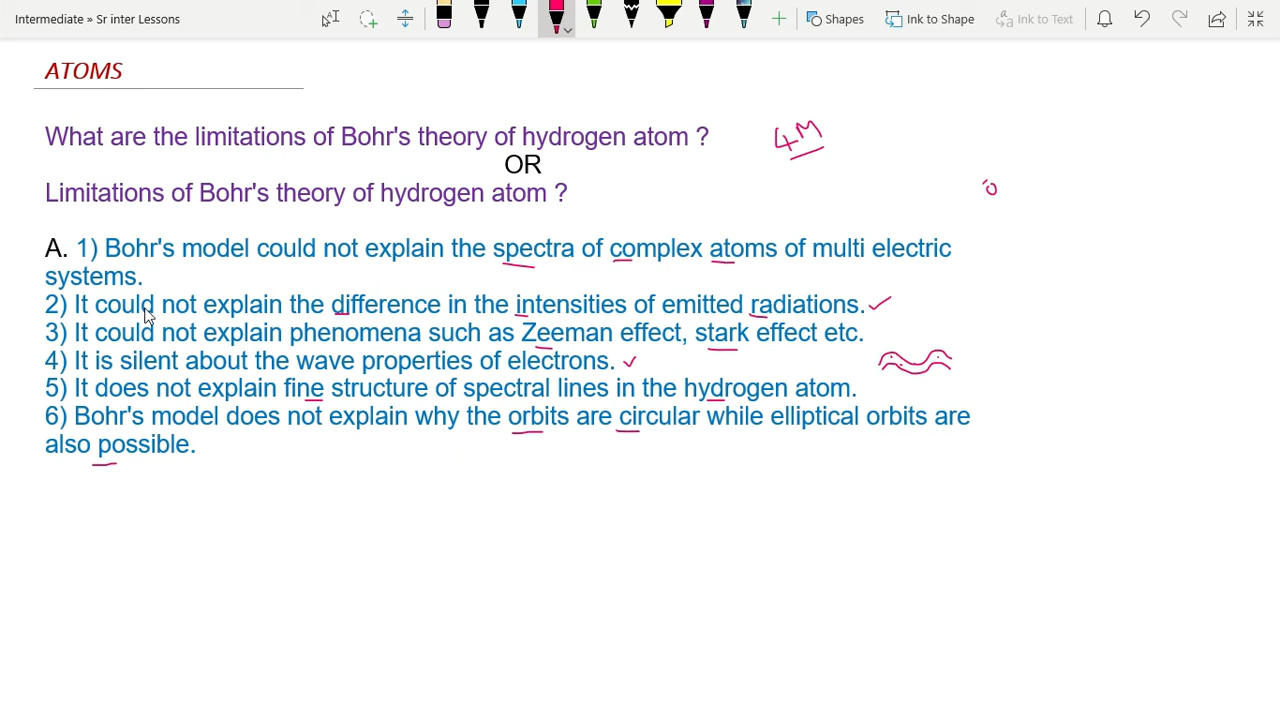 Intermediate » Sr inter Lessons
Shapes
Ink to Shape
Ink to Text
ATOMS
What are the limitations of Bohr's theory of hydrogen atom ?
4M
OR
Limitations of Bohr's theory of hydrogen atom ?
A. 1) Bohr's model could not explain the spectra of complex atoms of multi electric
systems.
2) It could not explain the difference in the intensities of emitted radiations.
3) It could not explain phenomena such as Zeeman effect, stark effect etc.
4) It is silent about the wave properties of electrons.
5) It does not explain fine structure of spectral lines in the hydrogen atom.
6) Bohr's model does not explain why the orbits are circular while elliptical orbits are
also possible.